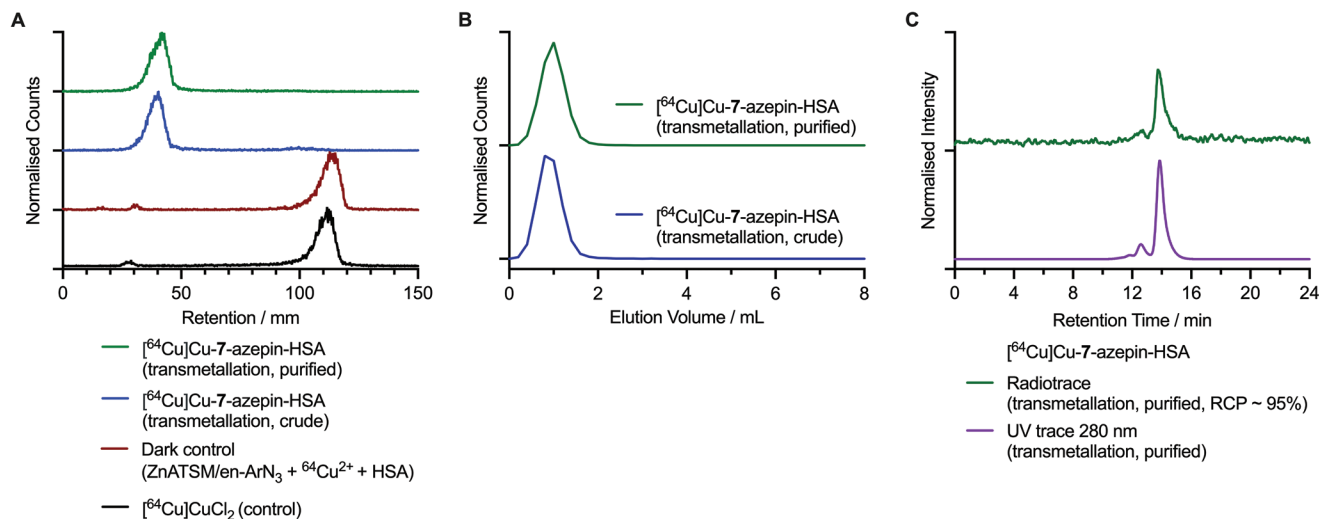 A
Normalised Counts
0
50
100
150
Retention / mm
[⁶⁴Cu]Cu-7-azepin-HSA
(transmetallation, purified)
[⁶⁴Cu]Cu-7-azepin-HSA
(transmetallation, crude)
Dark control
(ZnATSM/en-ArN₃ + ⁶⁴Cu²⁺ + HSA)
[⁶⁴Cu]CuCl₂ (control)
B
Normalised Counts
[⁶⁴Cu]Cu-7-azepin-HSA
(transmetallation, purified)
[⁶⁴Cu]Cu-7-azepin-HSA
(transmetallation, crude)
0
2
4
6
8
Elution Volume / mL
C
Normalised Intensity
0
4
8
12
16
20
24
Retention Time / min
[⁶⁴Cu]Cu-7-azepin-HSA
Radiotrace
(transmetallation, purified, RCP ~ 95%)
UV trace 280 nm
(transmetallation, purified)